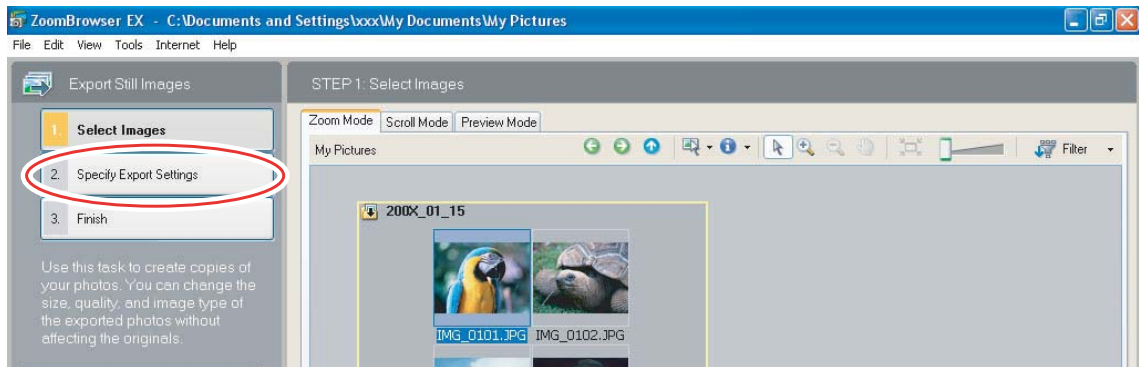 ZoomBrowser EX - C:\Documents and Settings\xxx\My Documents\My Pictures
File Edit View Tools Internet Help
Export Still Images
STEP 1: Select Images
1. Select Images
2. Specify Export Settings
3. Finish
Use this task to create copies of
your photos. You can change the
size, quality, and image type of
the exported photos without
affecting the originals.
Zoom Mode Scroll Mode Preview Mode
My Pictures
Filter
200X_01_15
IMG_0101.JPG IMG_0102.JPG